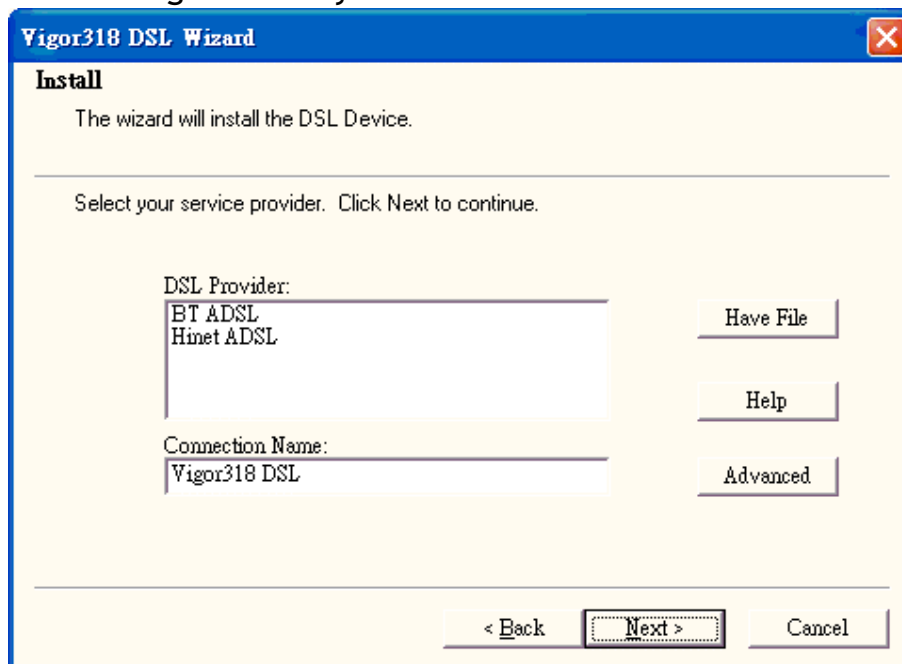 Vigor318 DSL Wizard
Install
The wizard will install the DSL Device.
Select your service provider. Click Next to continue.
DSL Provider:
BT ADSL
Hinet ADSL
Have File
Help
Connection Name:
Vigor318 DSL
Advanced
< Back
Next >
Cancel